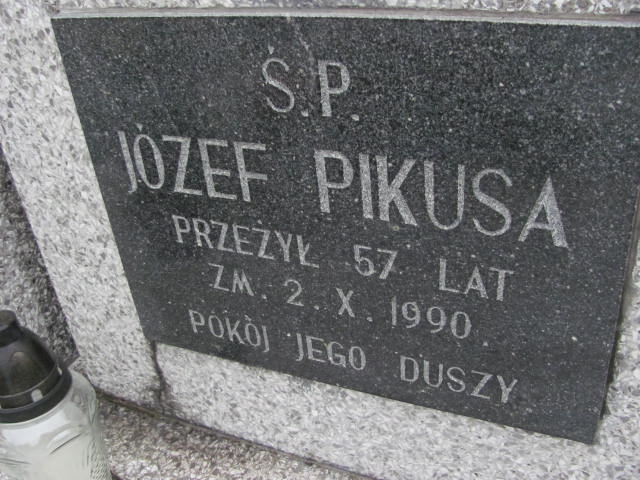 Ś.P.
JÓZEF PIKUSA
PRZEŻYŁ 57 LAT
ZM. 2.X.1990
POKÓJ JEGO DUSZY